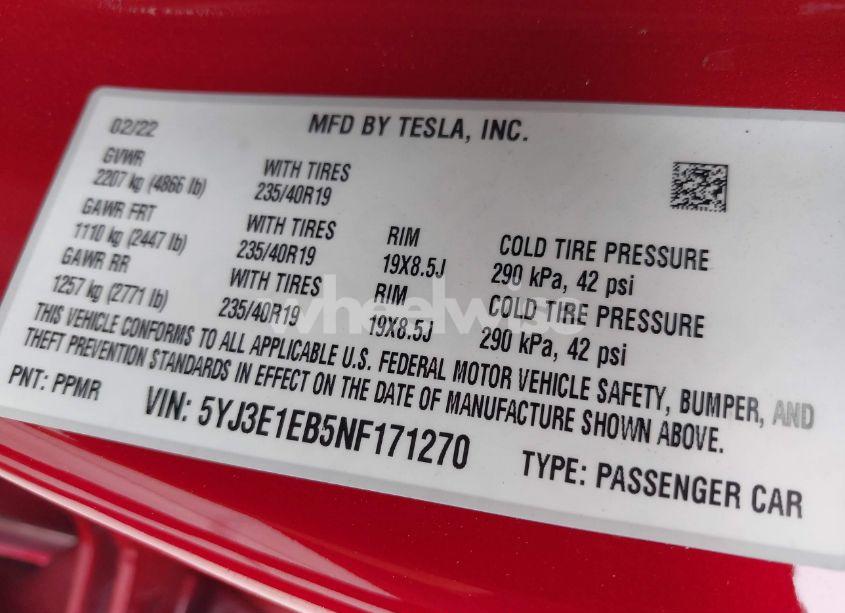 02/22 MFD BY TESLA, INC.
GVWR
2207 kg (4866 lb) WITH TIRES
235/40R19
GAWR FRT
1110 kg (2447 lb) WITH TIRES RIM COLD TIRE PRESSURE
235/40R19 19X8.5J 290 kPa, 42 psi
GAWR RR
1257 kg (2771 lb) WITH TIRES RIM COLD TIRE PRESSURE
235/40R19 19X8.5J 290 kPa, 42 psi
THIS VEHICLE CONFORMS TO ALL APPLICABLE U.S. FEDERAL MOTOR VEHICLE SAFETY, BUMPER, AND
THEFT PREVENTION STANDARDS IN EFFECT ON THE DATE OF MANUFACTURE SHOWN ABOVE.
PNT: PPMR VIN: 5YJ3E1EB5NF171270 TYPE: PASSENGER CAR
wheelwise